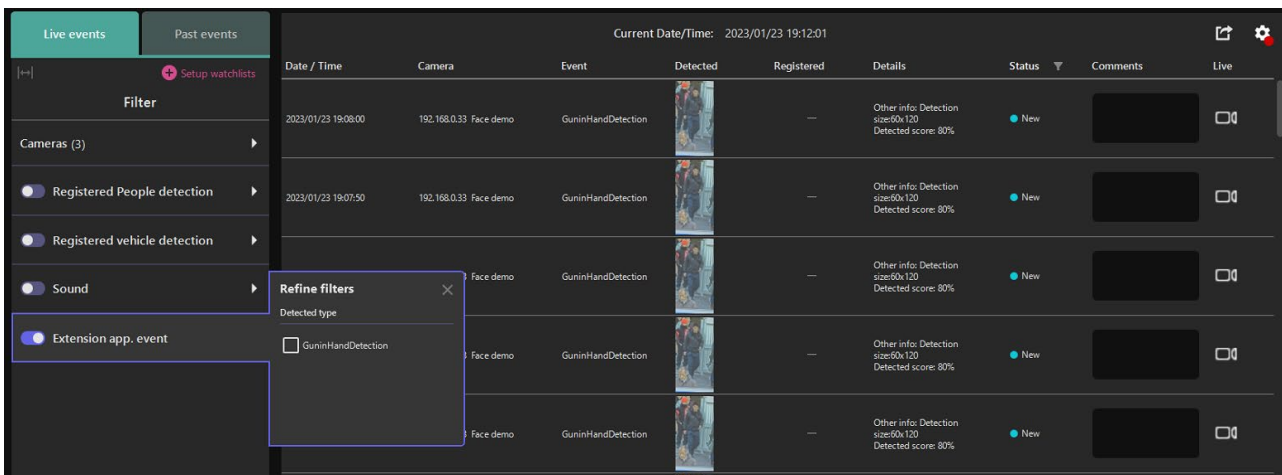 Live events
Past events
Current Date/Time: 2023/01/23 19:12:01
Setup watchlists
Filter
Cameras (3)
Registered People detection
Registered vehicle detection
Sound
Extension app. event
Refine filters
Detected type
GuninHandDetection
Date / Time Camera Event Detected Registered Details Status Comments Live
2023/01/23 19:08:00 192.168.0.33 Face demo GuninHandDetection — Other info: Detection
size:60x120
Detected score: 80%
New
2023/01/23 19:07:50 192.168.0.33 Face demo GuninHandDetection — Other info: Detection
size:60x120
Detected score: 80%
New
3 Face demo GuninHandDetection — Other info: Detection
size:60x120
Detected score: 80%
New
3 Face demo GuninHandDetection — Other info: Detection
size:60x120
Detected score: 80%
New
3 Face demo GuninHandDetection — Other info: Detection
size:60x120
Detected score: 80%
New